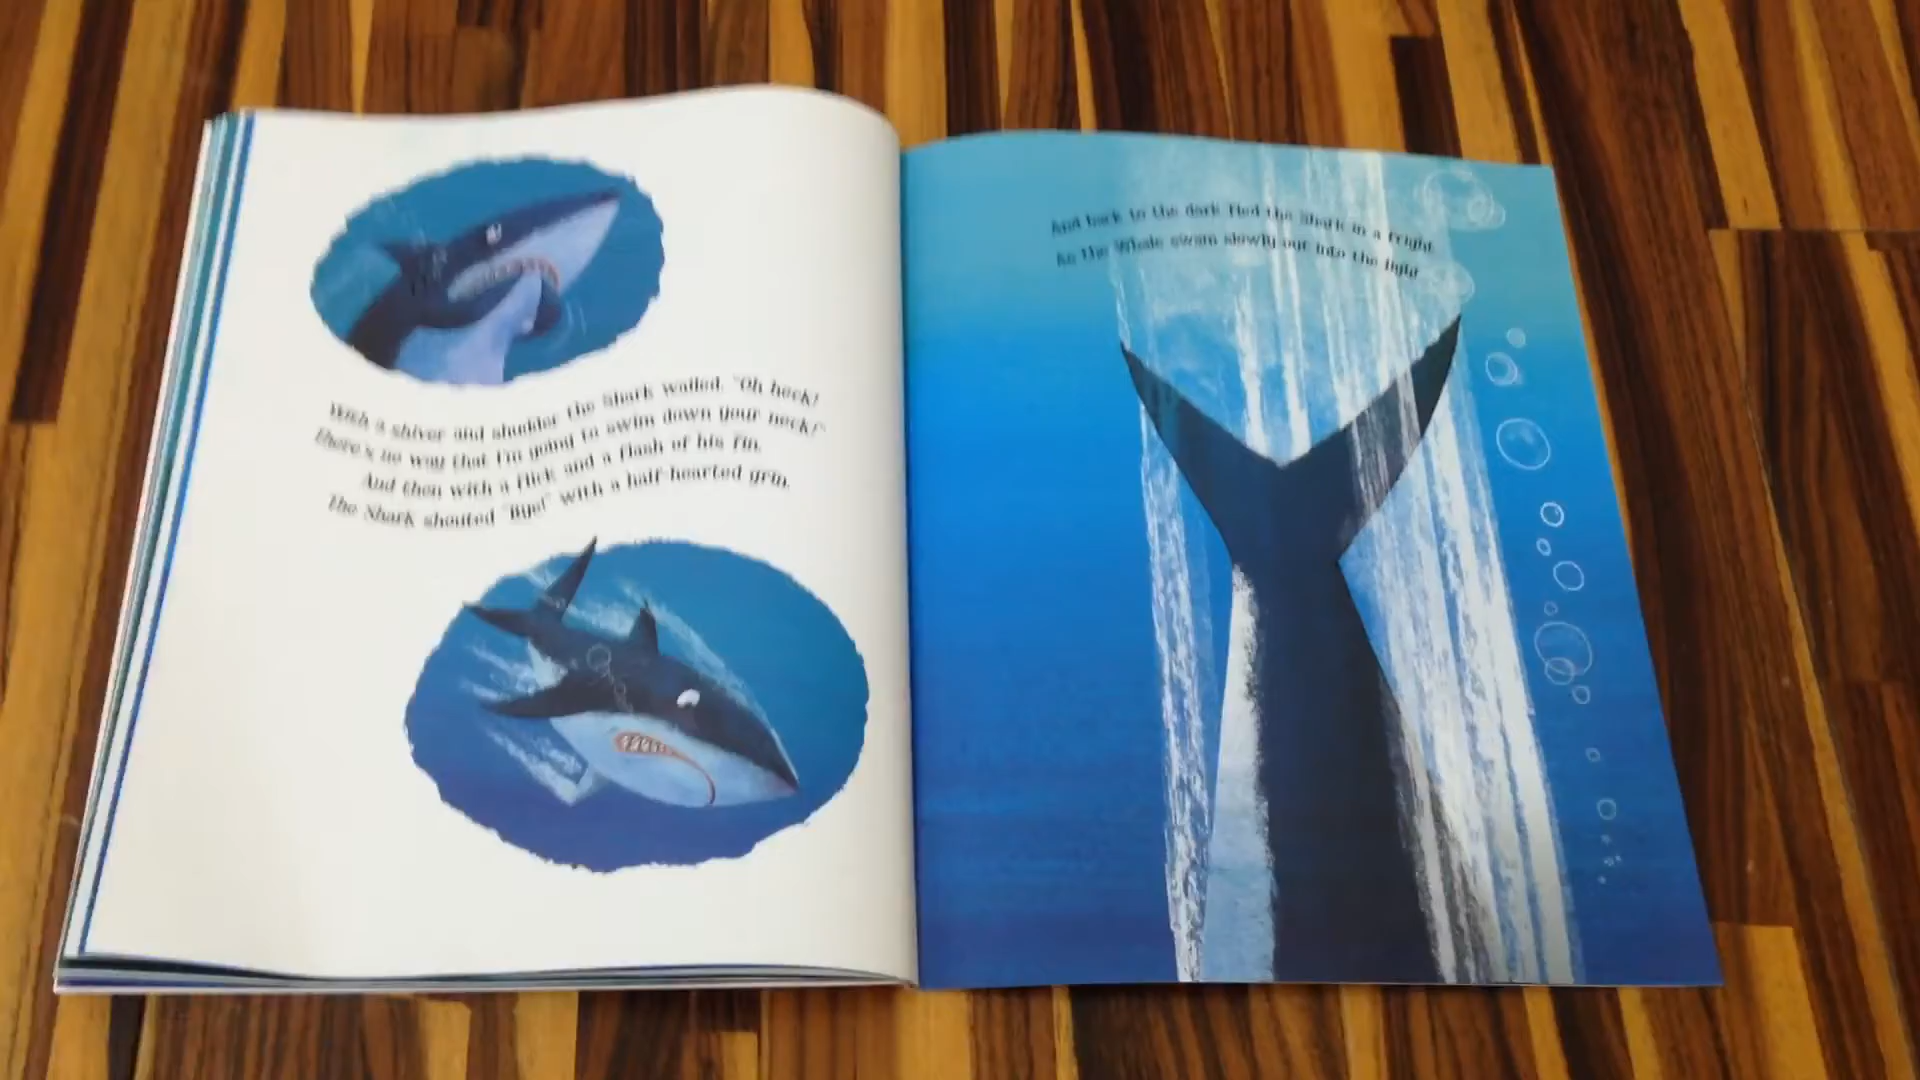 With a shiver and shudder the Shark wailed, "Oh heck!
There's no way that I'm going to swim down your neck!"
And then with a flick and a flash of his fin,
The Shark shouted "Bye!" with a half-hearted grin.
And back to the dark fled the Shark in a fright,
As the Whale swam slowly out into the light